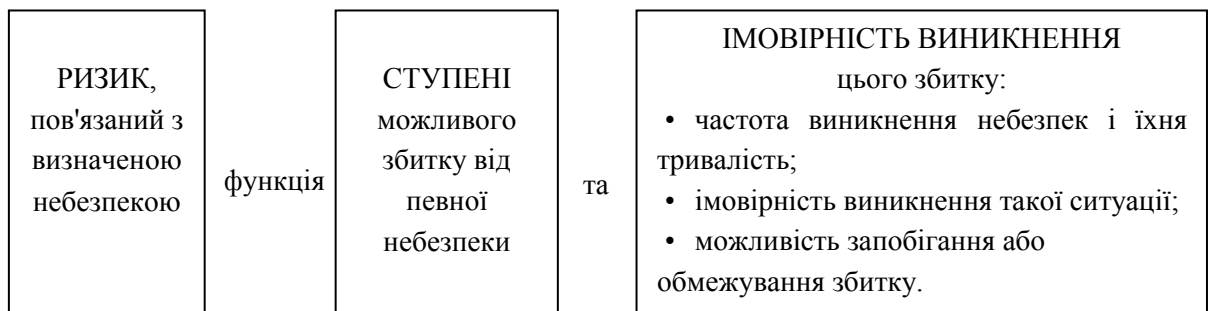 РИЗИК,
пов'язаний з
визначеною
небезпекою
функція
СТУПЕНІ
можливого
збитку від
певної
небезпеки
та
ІМОВІРНІСТЬ ВИНИКНЕННЯ
цього збитку:
• частота виникнення небезпек і їхня
тривалість;
• імовірність виникнення такої ситуації;
• можливість запобігання або
обмежування збитку.